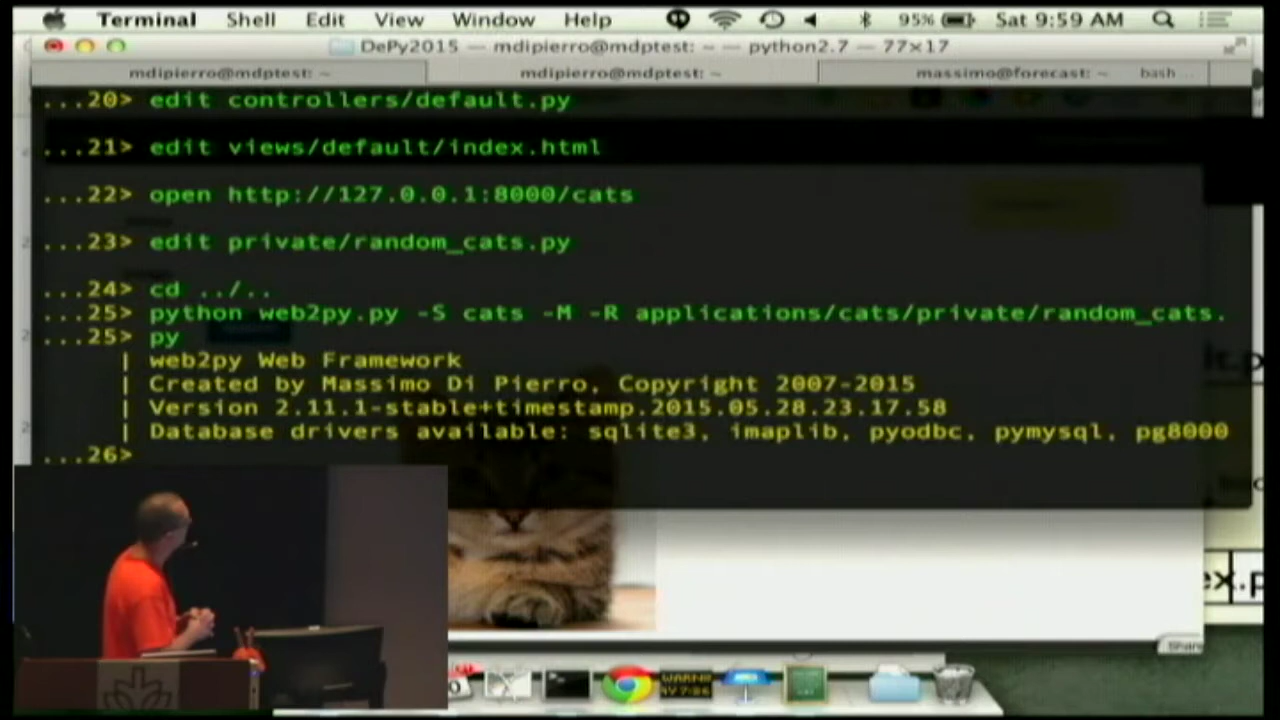 Terminal Shell Edit View Window Help 95% Sat 9:59 AM
DePy2015 — mdipierro@mdptest: ~ — python2.7 — 77×17
mdipierro@mdptest: ~ mdipierro@mdptest: ~ massimo@forecast: ~ bash
...20> edit controllers/default.py
...21> edit views/default/index.html
...22> open http://127.0.0.1:8000/cats
...23> edit private/random_cats.py
...24> cd ../..
...25> python web2py.py -S cats -M -R applications/cats/private/random_cats.
...25> py
| web2py Web Framework
| Created by Massimo Di Pierro, Copyright 2007-2015
| Version 2.11.1-stable+timestamp.2015.05.28.23.17.58
| Database drivers available: sqlite3, imaplib, pyodbc, pymysql, pg8000
...26>